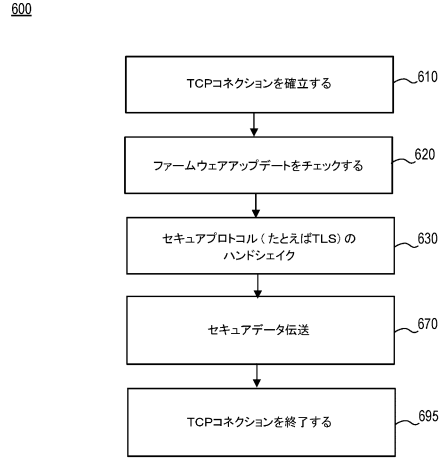 600
TCPコネクションを確立する
610
ファームウェアアップデートをチェックする
620
セキュアプロトコル(たとえばTLS)の
ハンドシェイク
630
セキュアデータ伝送
670
TCPコネクションを終了する
695